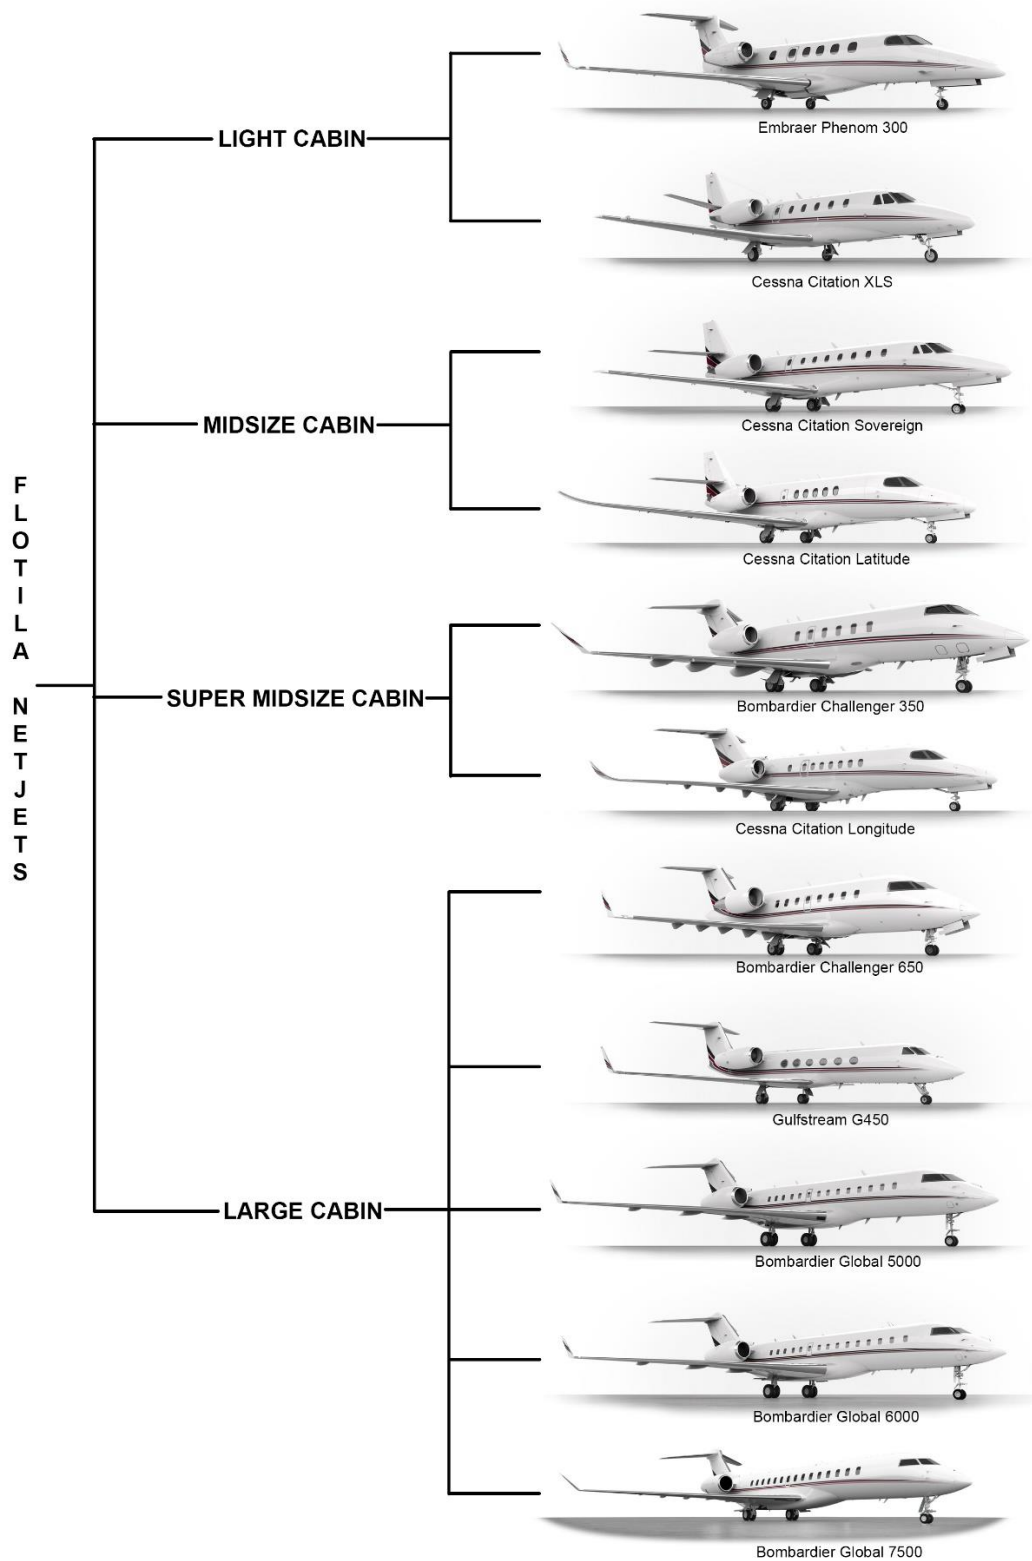 FLOTILA NETJETS
LIGHT CABIN
Embraer Phenom 300
Cessna Citation XLS
MIDSIZE CABIN
Cessna Citation Sovereign
Cessna Citation Latitude
SUPER MIDSIZE CABIN
Bombardier Challenger 350
Cessna Citation Longitude
LARGE CABIN
Bombardier Challenger 650
Gulfstream G450
Bombardier Global 5000
Bombardier Global 6000
Bombardier Global 7500